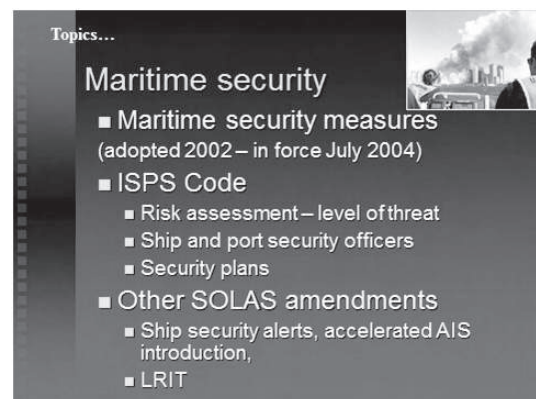 Topics...
Maritime security
Maritime security measures
(adopted 2002 – in force July 2004)
ISPS Code
Risk assessment – level of threat
Ship and port security officers
Security plans
Other SOLAS amendments
Ship security alerts, accelerated AIS
introduction,
LRIT